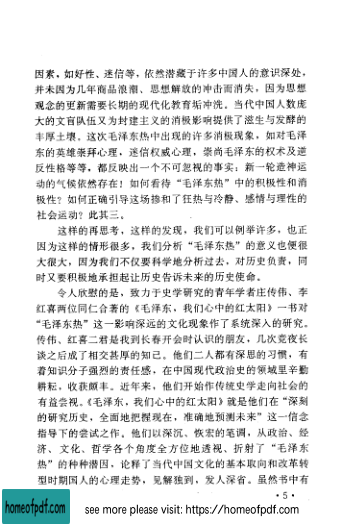 因素，如奴性、迷信等，依然潜藏于许多中国人的意识深处，
并未因为几年商品浪潮、思想解放的冲击而消失，因为思想
观念的更新需要长期的现代化教育和冲洗。当代中国人数庞
大的文盲队伍又为封建主义的消极影响提供了滋生与发酵的
丰厚土壤。这次毛泽东热中出现的许多消极现象，如对毛泽
东的英雄崇拜心理，迷信权威心理，崇尚毛泽东的权术及逆
反性格等等，都反映出一个不可忽视的事实：新一轮造神运
动的气候依然存在！如何看待“毛泽东热”中的积极性和消
极性？如何正确引导这场掺和了狂热与冷静、感情与理性的
社会运动？此其三。
这样的再思考，这样的发现，我们可以例举许多，也正
因为这样的情形很多，我们分析“毛泽东热”的意义也便很
大很大，因为我们不仅要科学地分析过去，对历史负责，同
时又要积极地承担起让历史告诉未来的历史使命。
令人欣慰的是，致力于史学研究的青年学者庄传伟、李
红喜两位同仁合著的《毛泽东，我们心中的红太阳》一书对
“毛泽东热”这一影响深远的文化现象作了系统深入的研究。
传伟、红喜二君是我到长春开会时认识的朋友，几次竟夜长
谈之后成了相交甚厚的知己。他们二人都有深思的习惯，有
着知识分子强烈的责任感，在中国现代政治史的领域里辛勤
耕耘，收获颇丰。近年来，他们开始作传统史学走向社会的
有益尝视。《毛泽东，我们心中的红太阳》就是他们在“深刻
的研究历史，全面地把握现在，准确地预测未来”这一信念
指导下的尝试之作。他们以深沉、恢宏的笔调，从政治、经
济、文化、哲学各个角度全方位地透视、折射了“毛泽东
热”的种种潜因，论释了当代中国文化的基本取向和改革转
型时期国人的心理走势，见解独到，发人深省。虽然书中有
·5·
homeofpdf.com
see more please visit: https://homeofpdf.com